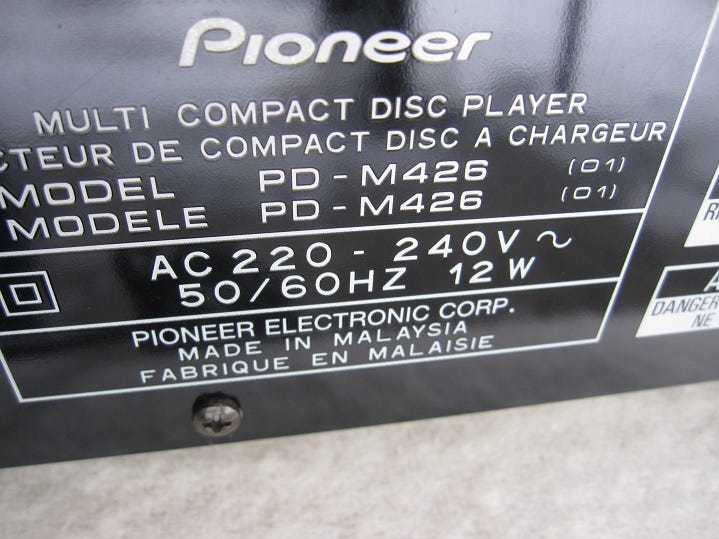 Pioneer
MULTI COMPACT DISC PLAYER
CTEUR DE COMPACT DISC A CHARGEUR
MODEL PD-M426 (01)
MODELE PD-M426 (01)
AC 220 - 240V ~
50/60HZ 12W
PIONEER ELECTRONIC CORP.
MADE IN MALAYSIA
FABRIQUE EN MALAISIE
DANGER
NE